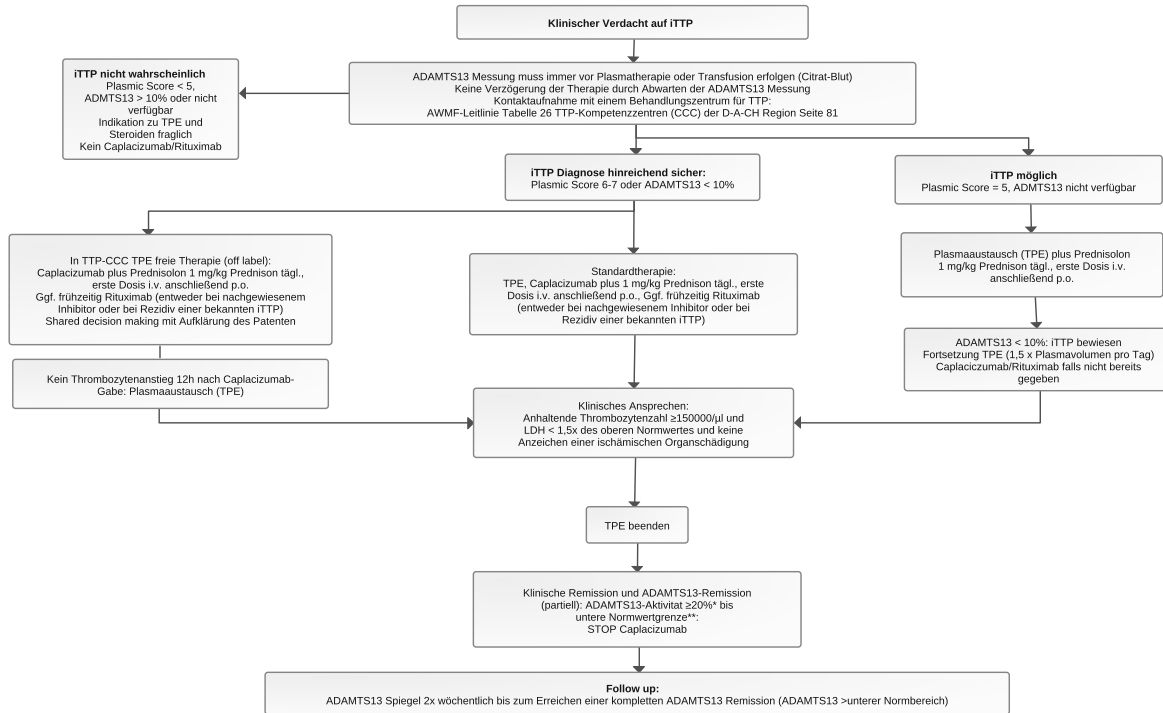 Klinischer Verdacht auf iTTP
iTTP nicht wahrscheinlich
Plasmic Score < 5,
ADMTS13 > 10% oder nicht
verfügbar
Indikation zu TPE und
Steroiden fraglich
Kein Caplacizumab/Rituximab
ADAMTS13 Messung muss immer vor Plasmatherapie oder Transfusion erfolgen (Citrat-Blut)
Keine Verzögerung der Therapie durch Abwarten der ADAMTS13 Messung
Kontaktaufnahme mit einem Behandlungszentrum für TTP:
AWMF-Leitlinie Tabelle 26 TTP-Kompetenzzentren (CCC) der D-A-CH Region Seite 81
iTTP Diagnose hinreichend sicher:
Plasmic Score 6-7 oder ADAMTS13 < 10%
iTTP möglich
Plasmic Score = 5, ADMTS13 nicht verfügbar
In TTP-CCC TPE freie Therapie (off label):
Caplacizumab plus Prednisolon 1 mg/kg Prednison tägl.,
erste Dosis i.v. anschließend p.o.
Ggf. frühzeitig Rituximab (entweder bei nachgewiesenem
Inhibitor oder bei Rezidiv einer bekannten iTTP)
Shared decision making mit Aufklärung des Patenten
Standardtherapie:
TPE, Caplacizumab plus 1 mg/kg Prednison tägl., erste
Dosis i.v. anschließend p.o., Ggf. frühzeitig Rituximab
(entweder bei nachgewiesenem Inhibitor oder bei
Rezidiv einer bekannten iTTP)
Plasmaaustausch (TPE) plus Prednisolon
1 mg/kg Prednison tägl., erste Dosis i.v.
anschließend p.o.
ADAMTS13 < 10%: iTTP bewiesen
Fortsetzung TPE (1,5 x Plasmavolumen pro Tag)
Caplaciczumab/Rituximab falls nicht bereits
gegeben
Kein Thrombozytenanstieg 12h nach Caplacizumab-
Gabe: Plasmaaustausch (TPE)
Klinisches Ansprechen:
Anhaltende Thrombozytenzahl ≥150000/µl und
LDH < 1,5x des oberen Normwertes und keine
Anzeichen einer ischämischen Organschädigung
TPE beenden
Klinische Remission und ADAMTS13-Remission
(partiell): ADAMTS13-Aktivitat ≥20%* bis
untere Normwertgrenze**:
STOP Caplacizumab
Follow up:
ADAMTS13 Spiegel 2x wöchentlich bis zum Erreichen einer kompletten ADAMTS13 Remission (ADAMTS13 >unterer Normbereich)